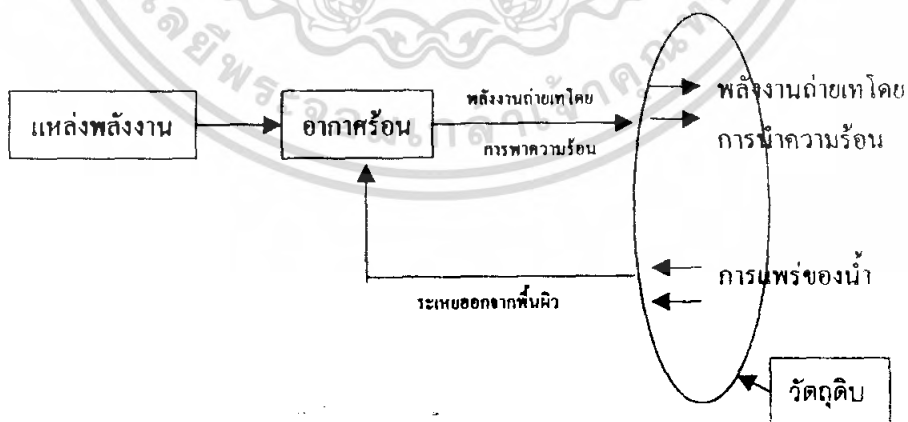 พลังงานถ่ายเทโดย
พลังงานถ่ายเทโดย
แหล่งพลังงาน
อากาศร้อน
การพาความร้อน
การนำความร้อน
การแพร่ของน้ำ
ระเหยออกจากพื้นผิว
วัตถุดิบ